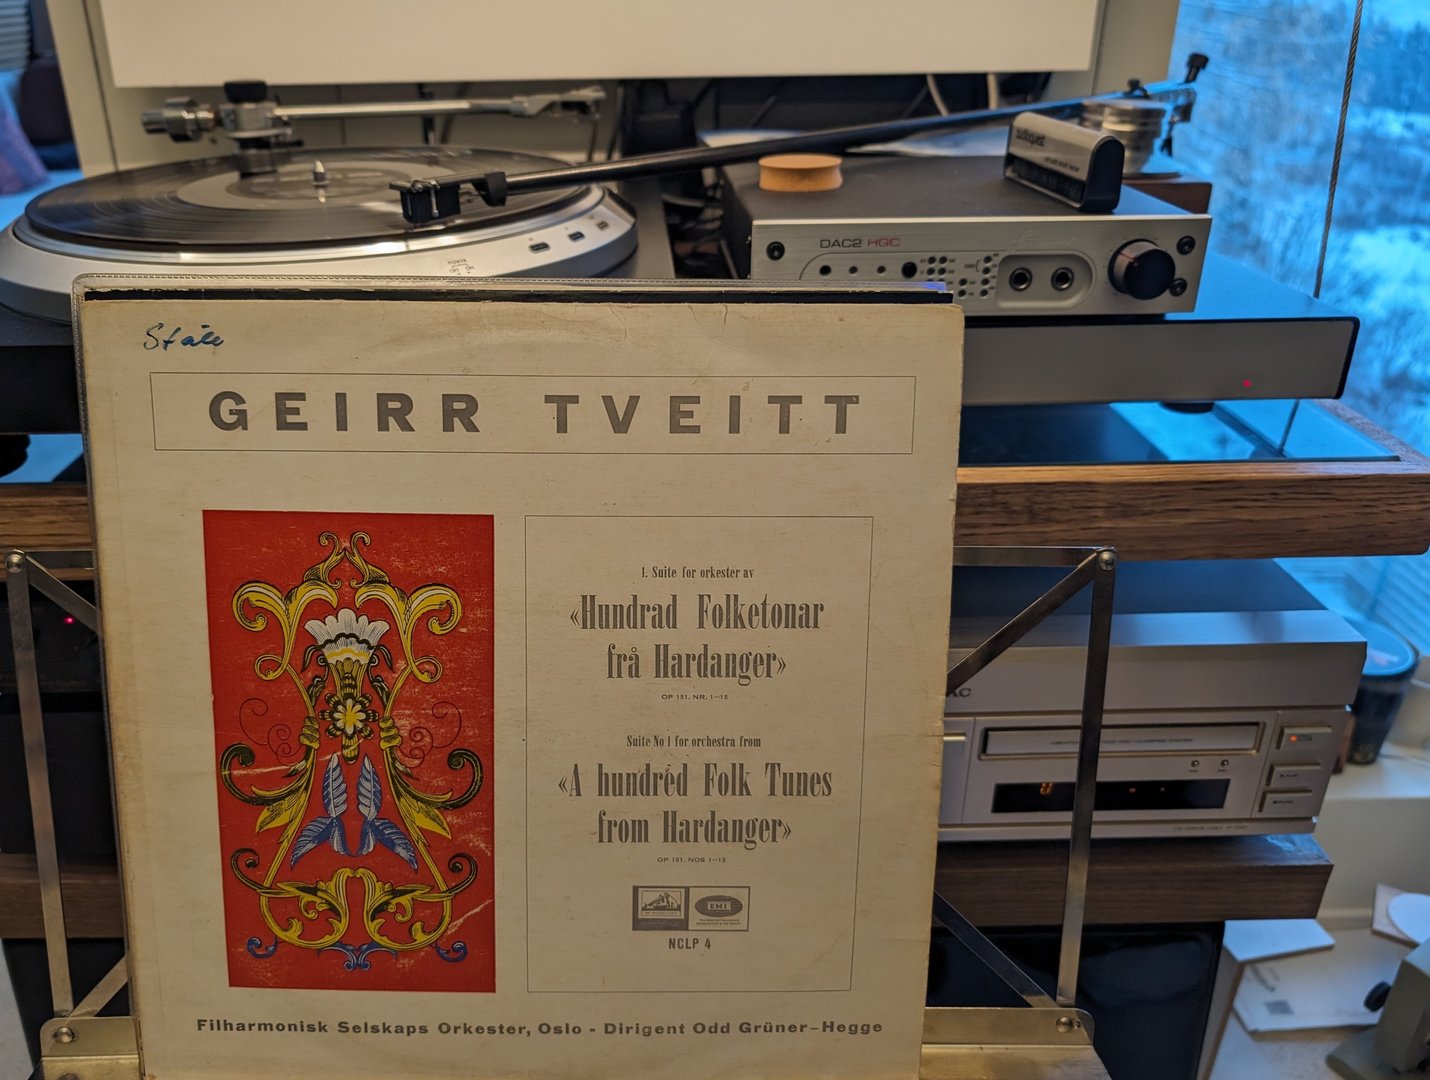 audioquest
DAC2 HGC
Ståle
GEIRR TVEITT
1. Suite for orkester av
«Hundrad Folketonar
frå Hardanger»
OP 151. NR. 1—15
Suite No 1 for orchestra from
«A hundred Folk Tunes
from Hardanger»
OP 151. NOS 1—15
EMI
NCLP 4
Filharmonisk Selskaps Orkester, Oslo - Dirigent Odd Grüner-Hegge